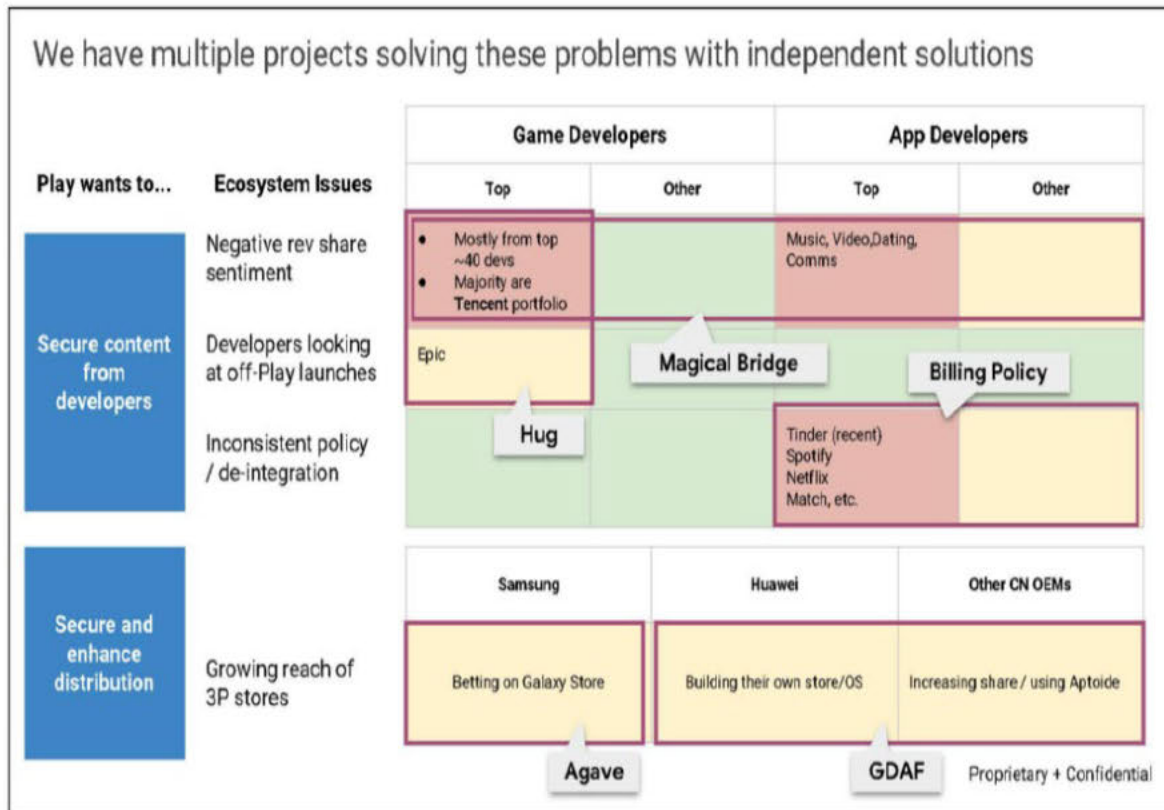 We have multiple projects solving these problems with independent solutions
Game Developers
App Developers
Play wants to...
Ecosystem Issues
Top
Other
Top
Other
Secure content
from
developers
Negative rev share
sentiment
• Mostly from top
~40 devs
• Majority are
Tencent portfolio
Music, Video,Dating,
Comms
Developers looking
at off-Play launches
Epic
Magical Bridge
Billing Policy
Hug
Inconsistent policy
/ de-integration
Tinder (recent)
Spotify
Netflix
Match, etc.
Samsung
Huawei
Other CN OEMs
Secure and
enhance
distribution
Growing reach of
3P stores
Betting on Galaxy Store
Building their own store/OS
Increasing share / using Aptoide
Agave
GDAF
Proprietary + Confidential